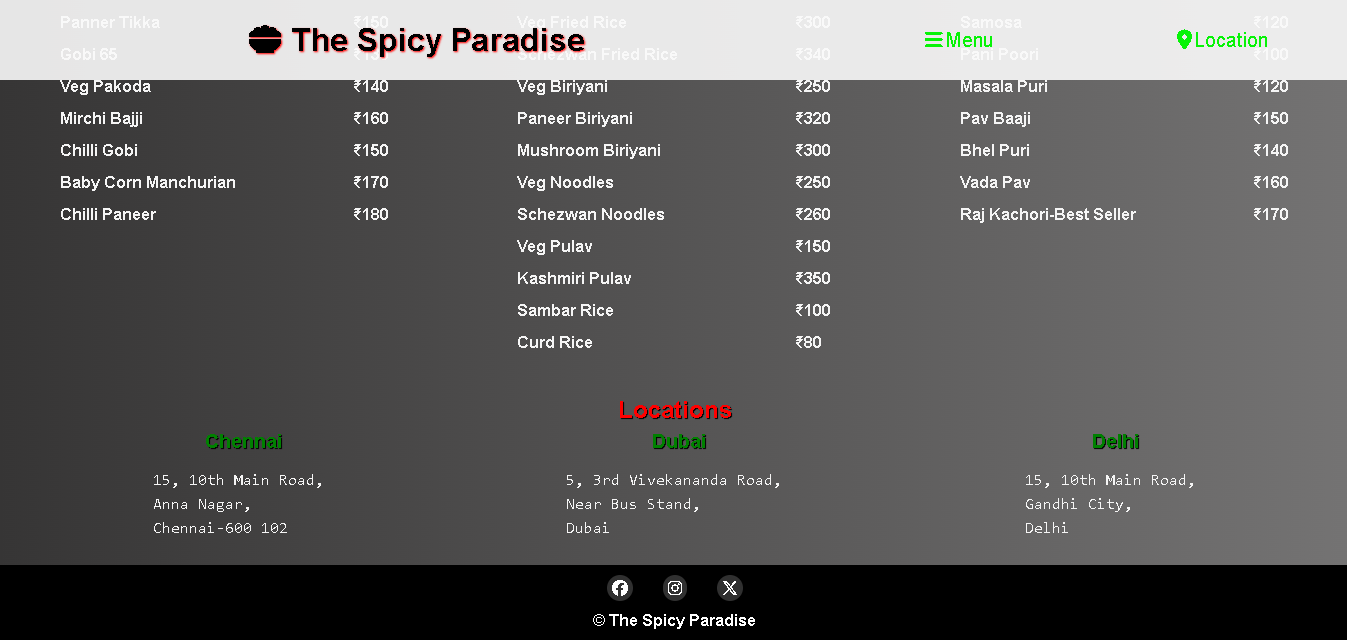 The Spicy Paradise
Menu
Location
Panner Tikka ₹150
Gobi 65
Veg Pakoda ₹140
Mirchi Bajji ₹160
Chilli Gobi ₹150
Baby Corn Manchurian ₹170
Chilli Paneer ₹180
Veg Fried Rice ₹300
Schezwan Fried Rice ₹340
Veg Biriyani ₹250
Paneer Biriyani ₹320
Mushroom Biriyani ₹300
Veg Noodles ₹250
Schezwan Noodles ₹260
Veg Pulav ₹150
Kashmiri Pulav ₹350
Sambar Rice ₹100
Curd Rice ₹80
Samosa ₹120
Pani Poori ₹100
Masala Puri ₹120
Pav Baaji ₹150
Bhel Puri ₹140
Vada Pav ₹160
Raj Kachori-Best Seller ₹170
Locations
Chennai
15, 10th Main Road,
Anna Nagar,
Chennai-600 102
Dubai
5, 3rd Vivekananda Road,
Near Bus Stand,
Dubai
Delhi
15, 10th Main Road,
Gandhi City,
Delhi
© The Spicy Paradise